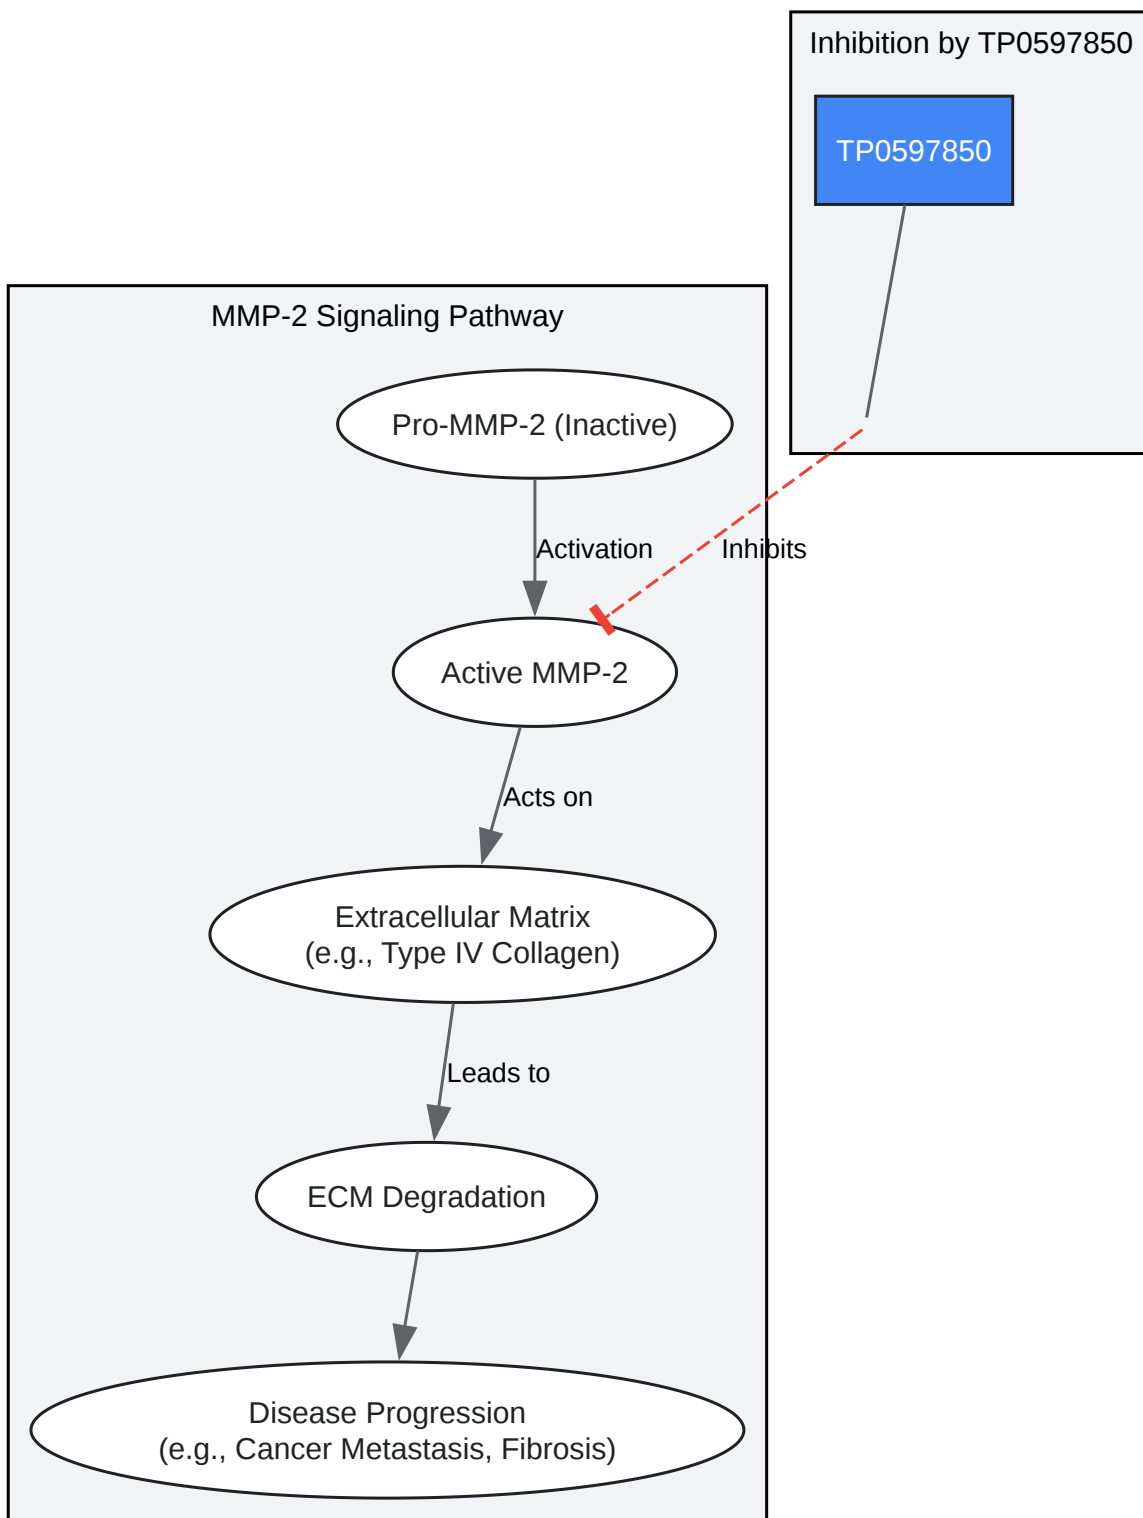 Inhibition by TP0597850
TP0597850
MMP-2 Signaling Pathway
Pro-MMP-2 (Inactive)
Activation
Inhibits
Active MMP-2
Acts on
Extracellular Matrix
(e.g., Type IV Collagen)
Leads to
ECM Degradation
Disease Progression
(e.g., Cancer Metastasis, Fibrosis)